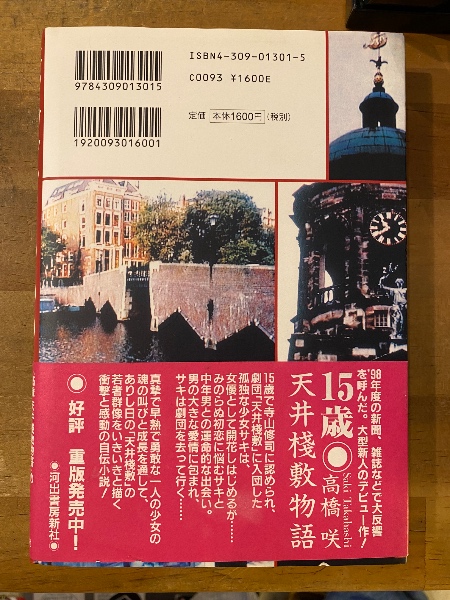 ISBN4-309-01301-5
C0093 ¥1600E
定価 本体1600円(税別)
9784309013015
1920093016001
'98年度の新聞、雑誌などで大反響
を呼んだ。大型新人のデビュー作!
15歳◉
天井棧敷物語
高橋 咲
Saki Takahashi
15歳で寺山修司に認められ、
劇団「天井棧敷」に入団した
孤独な少女サキは、
女優として開花しはじめるが……
みのらぬ初恋に悩むサキと
中年男との運命的な出会い。
男の大きな愛情に包まれ、
サキは劇団を去って行く……
真摯で早熟で勇敢な一人の少女の
魂の叫びと成長を通して、
ありし日の「天井棧敷」の
若者群像をいきいきと描く
衝撃と感動の自伝小説!
◉好評 重版発売中!
●河出書房新社●